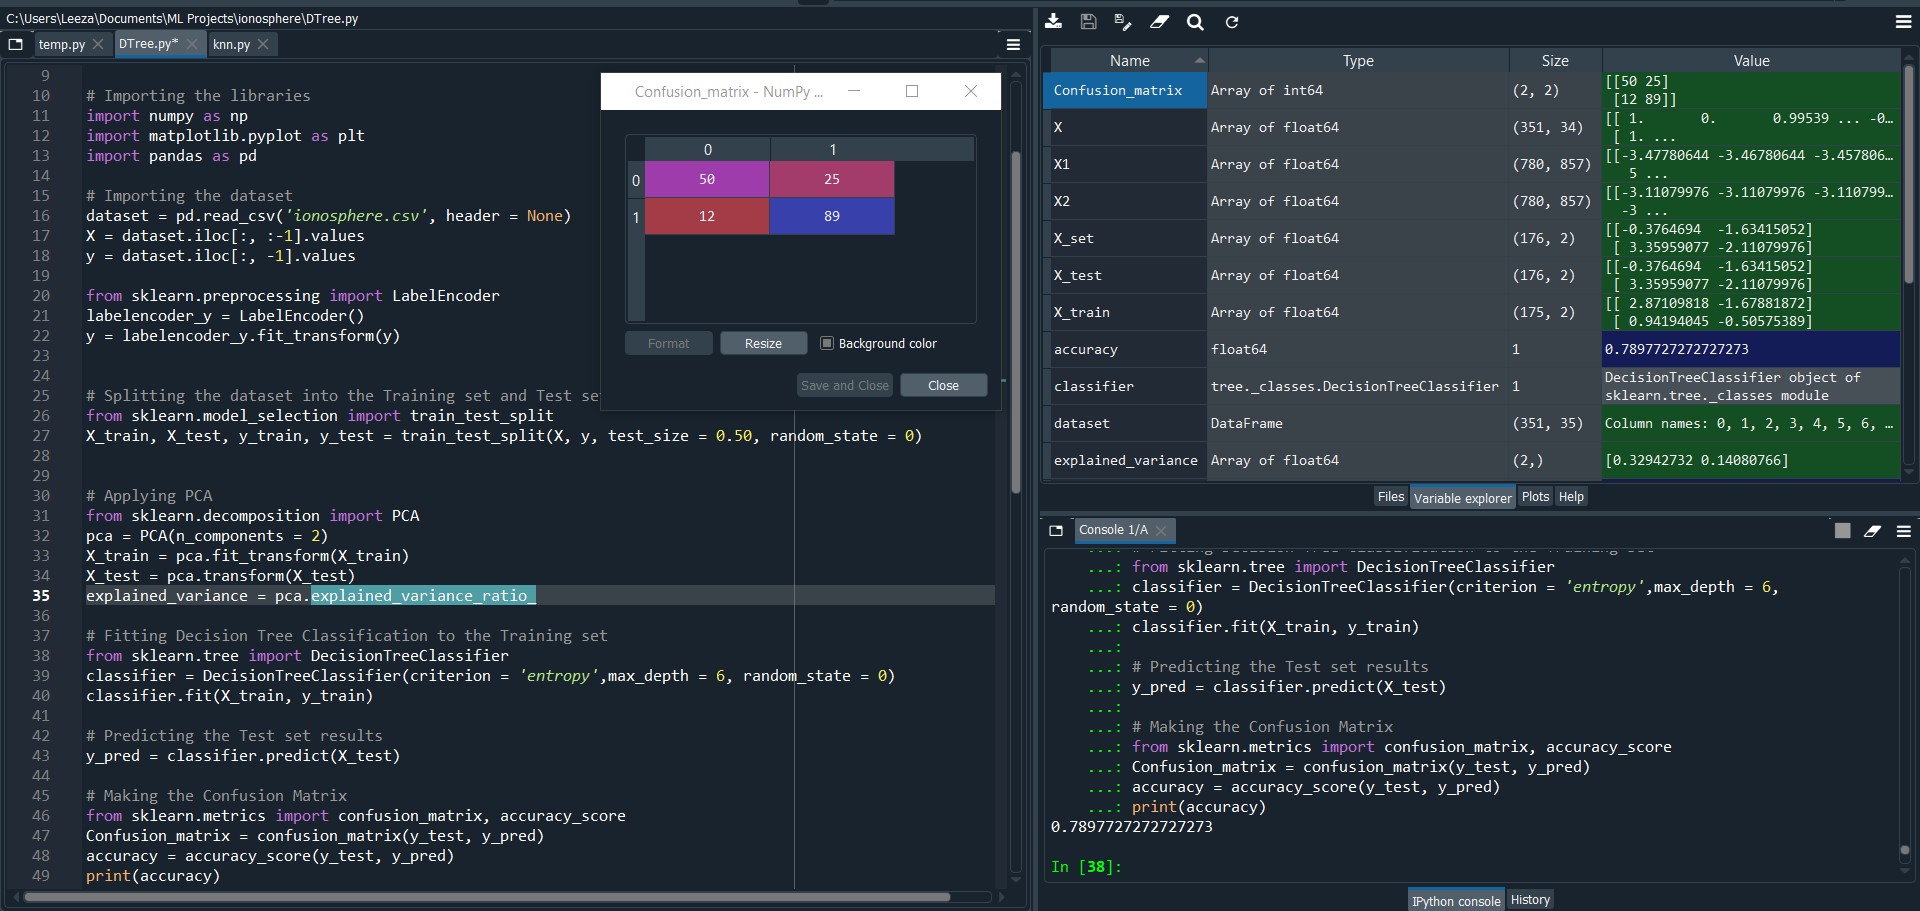 C:\Users\Leeza\Documents\ML Projects\ionosphere\DTree.py
temp.py
DTree.py*
knn.py
9
10 # Importing the libraries
11 import numpy as np
12 import matplotlib.pyplot as plt
13 import pandas as pd
14
15 # Importing the dataset
16 dataset = pd.read_csv('ionosphere.csv', header = None)
17 X = dataset.iloc[:, :-1].values
18 y = dataset.iloc[:, -1].values
19
20 from sklearn.preprocessing import LabelEncoder
21 labelencoder_y = LabelEncoder()
22 y = labelencoder_y.fit_transform(y)
23
24
25 # Splitting the dataset into the Training set and Test se
26 from sklearn.model_selection import train_test_split
27 X_train, X_test, y_train, y_test = train_test_split(X, y, test_size = 0.50, random_state = 0)
28
29
30 # Applying PCA
31 from sklearn.decomposition import PCA
32 pca = PCA(n_components = 2)
33 X_train = pca.fit_transform(X_train)
34 X_test = pca.transform(X_test)
35 explained_variance = pca.explained_variance_ratio_
36
37 # Fitting Decision Tree Classification to the Training set
38 from sklearn.tree import DecisionTreeClassifier
39 classifier = DecisionTreeClassifier(criterion = 'entropy',max_depth = 6, random_state = 0)
40 classifier.fit(X_train, y_train)
41
42 # Predicting the Test set results
43 y_pred = classifier.predict(X_test)
44
45 # Making the Confusion Matrix
46 from sklearn.metrics import confusion_matrix, accuracy_score
47 Confusion_matrix = confusion_matrix(y_test, y_pred)
48 accuracy = accuracy_score(y_test, y_pred)
49 print(accuracy)
Confusion_matrix - NumPy ...
0 1
0 50 25
1 12 89
Format Resize Background color
Save and Close Close
Name Type Size Value
Confusion_matrix Array of int64 (2, 2) [[50 25]
[12 89]]
X Array of float64 (351, 34) [[ 1. 0. 0.99539 ... -0…
[ 1. ...
X1 Array of float64 (780, 857) [[-3.47780644 -3.46780644 -3.457806…
5 ...
X2 Array of float64 (780, 857) [[-3.11079976 -3.11079976 -3.110799…
-3 ...
X_set Array of float64 (176, 2) [[-0.3764694 -1.63415052]
[ 3.35959077 -2.11079976]
X_test Array of float64 (176, 2) [[-0.3764694 -1.63415052]
[ 3.35959077 -2.11079976]
X_train Array of float64 (175, 2) [[ 2.87109818 -1.67881872]
[ 0.94194045 -0.50575389]
accuracy float64 1 0.7897727272727273
classifier tree._classes.DecisionTreeClassifier 1 DecisionTreeClassifier object of
sklearn.tree._classes module
dataset DataFrame (351, 35) Column names: 0, 1, 2, 3, 4, 5, 6, …
explained_variance Array of float64 (2,) [0.32942732 0.14080766]
Files Variable explorer Plots Help
Console 1/A
...: from sklearn.tree import DecisionTreeClassifier
...: classifier = DecisionTreeClassifier(criterion = 'entropy',max_depth = 6,
random_state = 0)
...: classifier.fit(X_train, y_train)
...:
...: # Predicting the Test set results
...: y_pred = classifier.predict(X_test)
...:
...: # Making the Confusion Matrix
...: from sklearn.metrics import confusion_matrix, accuracy_score
...: Confusion_matrix = confusion_matrix(y_test, y_pred)
...: accuracy = accuracy_score(y_test, y_pred)
...: print(accuracy)
0.7897727272727273
In [38]:
IPython console History